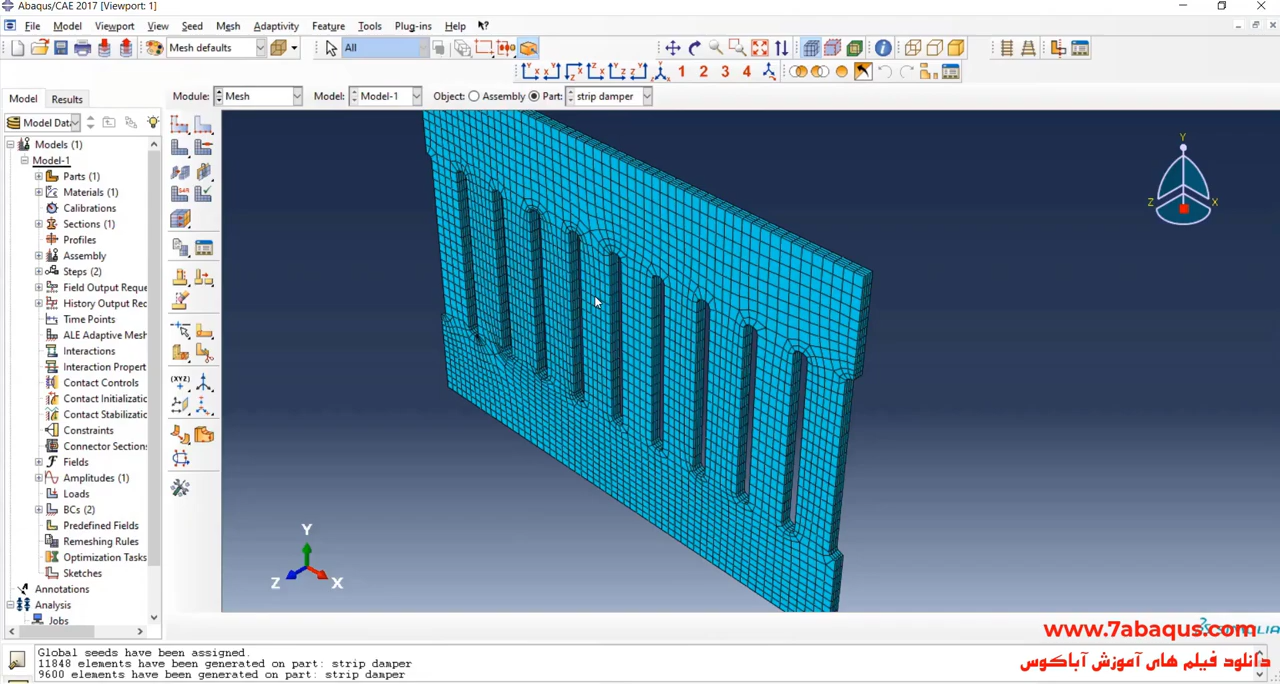 Abaqus/CAE 2017 [Viewport: 1]
File Model Viewport View Seed Mesh Adaptivity Feature Tools Plug-ins Help
Mesh defaults All 1 2 3 4
Model Results Module: Mesh Model: Model-1 Object: Assembly Part: strip damper
Model Dat
Models (1)
Model-1
Parts (1)
Materials (1)
Calibrations
Sections (1)
Profiles
Assembly
Steps (2)
Field Output Reque
History Output Rec
Time Points
ALE Adaptive Mesh
Interactions
Interaction Propert
Contact Controls
Contact Initializatio
Contact Stabilizatio
Constraints
Connector Sections
Fields
Amplitudes (1)
Loads
BCs (2)
Predefined Fields
Remeshing Rules
Optimization Tasks
Sketches
Annotations
Analysis
Jobs
Y
Z X
Y
Z X
www.7abaqus.com
دانلود فیلم های آموزش آباکوس
Global seeds have been assigned.
11848 elements have been generated on part: strip damper
9600 elements have been generated on part: strip damper